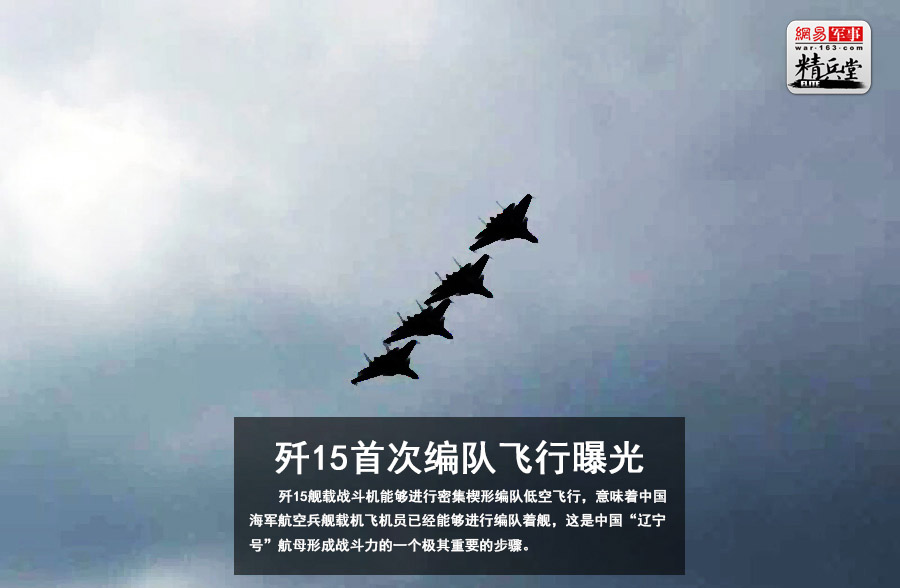 網易 军事
war·163·com
精兵堂
ELITE
歼15首次编队飞行曝光
歼15舰载战斗机能够进行密集楔形编队低空飞行，意味着中国
海军航空兵舰载机飞机员已经能够进行编队着舰，这是中国“辽宁
号”航母形成战斗力的一个极其重要的步骤。